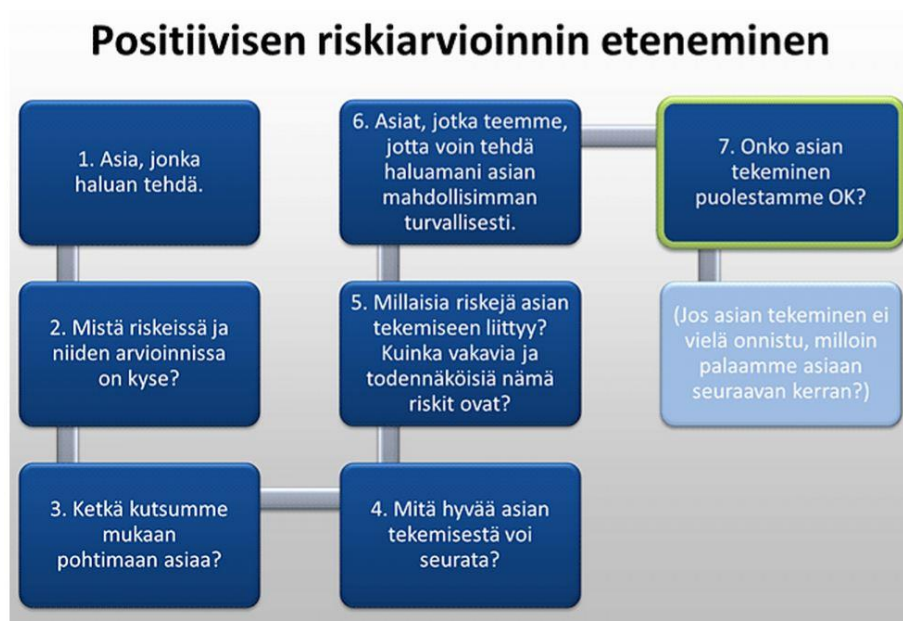 Positiivisen riskiarvioinnin eteneminen
1. Asia, jonka
haluan tehdä.
2. Mistä riskeissä ja
niiden arvioinnissa
on kyse?
3. Ketkä kutsumme
mukaan
pohtimaan asiaa?
4. Mitä hyvää asian
tekemisestä voi
seurata?
5. Millaisia riskejä asian
tekemiseen liittyy?
Kuinka vakavia ja
todennäköisiä nämä
riskit ovat?
6. Asiat, jotka teemme,
jotta voin tehdä
haluamani asian
mahdollisimman
turvallisesti.
7. Onko asian
tekeminen
puolestamme OK?
(Jos asian tekeminen ei
vielä onnistu, milloin
palaamme asiaan
seuraavan kerran?)